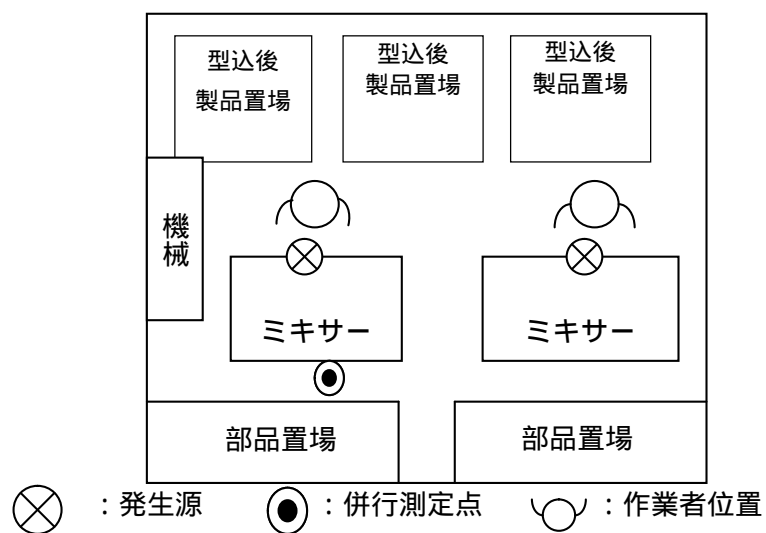 型込後
製品置場
型込後
製品置場
型込後
製品置場
機械
ミキサー
ミキサー
部品置場
部品置場
：発生源
：併行測定点
：作業者位置